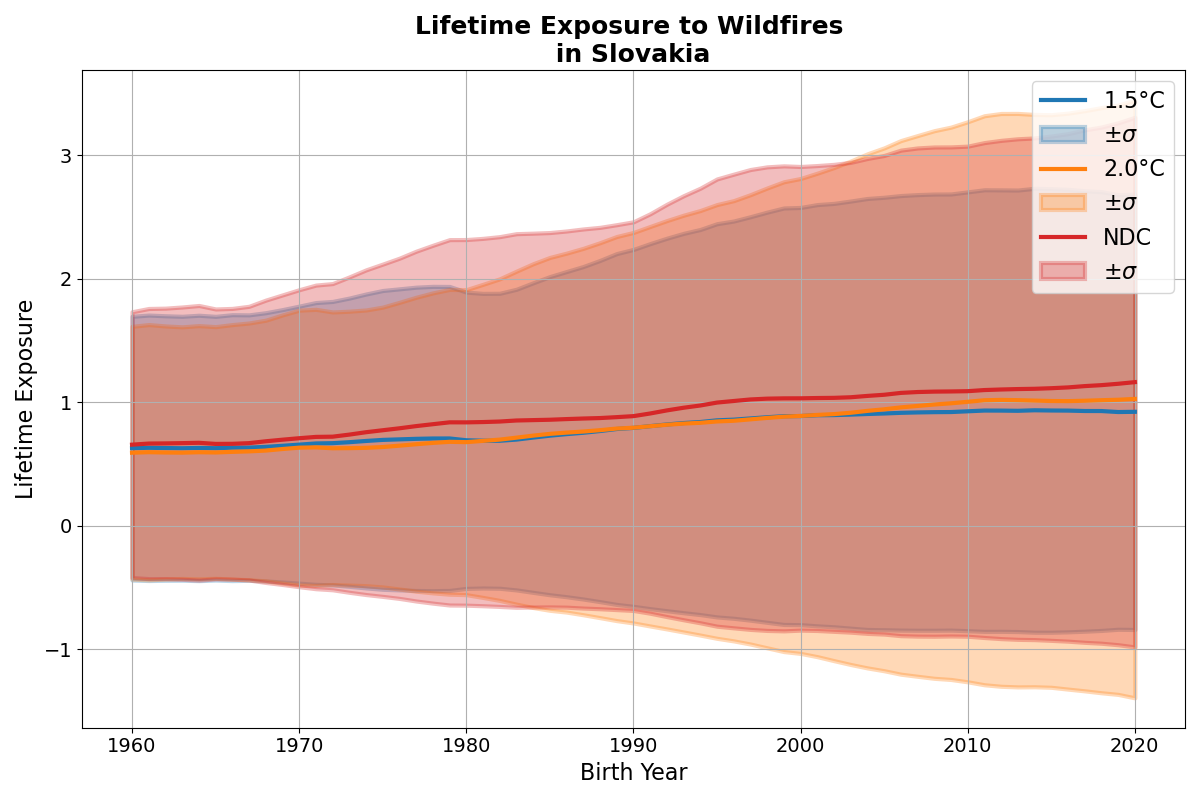 Lifetime Exposure to Wildfires
in Slovakia
1.5°C
±σ
2.0°C
±σ
NDC
±σ
Lifetime Exposure
3
2
1
0
−1
1960 1970 1980 1990 2000 2010 2020
Birth Year